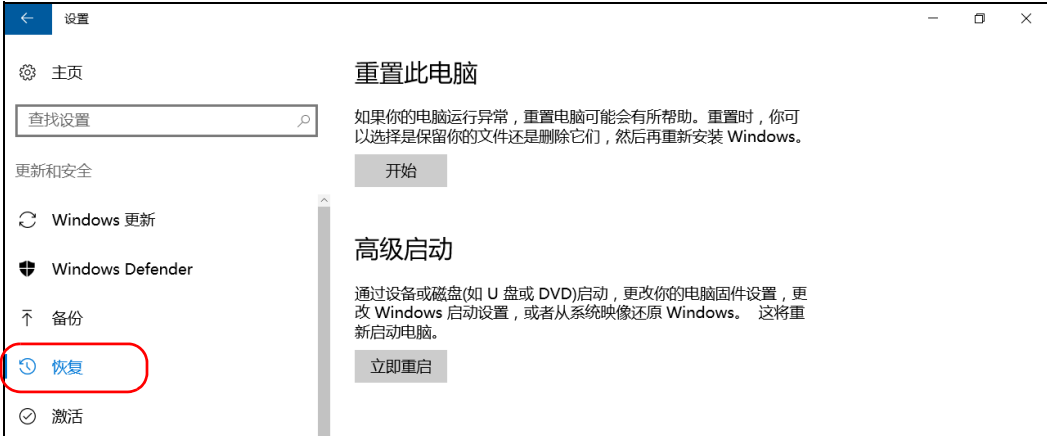 设置
主页
查找设置
更新和安全
Windows 更新
Windows Defender
备份
恢复
激活
重置此电脑
如果你的电脑运行异常，重置电脑可能会有所帮助。重置时，你可
以选择是保留你的文件还是删除它们，然后再重新安装 Windows。
开始
高级启动
通过设备或磁盘(如 U 盘或 DVD)启动，更改你的电脑固件设置，更
改 Windows 启动设置，或者从系统映像还原 Windows。 这将重
新启动电脑。
立即重启